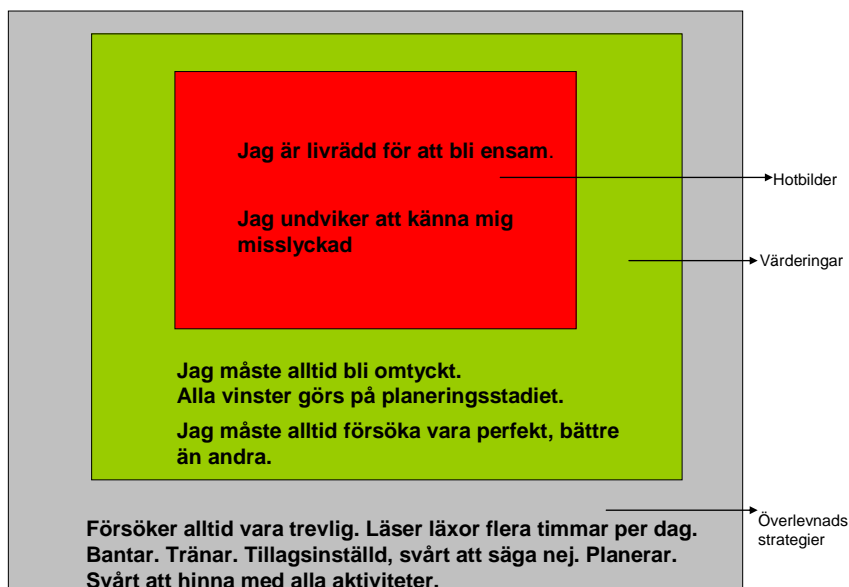 Jag är livrädd för att bli ensam.
Hotbilder
Jag undviker att känna mig
misslyckad
Värderingar
Jag måste alltid bli omtyckt.
Alla vinster görs på planeringsstadiet.
Jag måste alltid försöka vara perfekt, bättre
än andra.
Försöker alltid vara trevlig. Läser läxor flera timmar per dag.
Bantar. Tränar. Tillagsinställd, svårt att säga nej. Planerar.
Svårt att hinna med alla aktiviteter.
Överlevnads
strategier